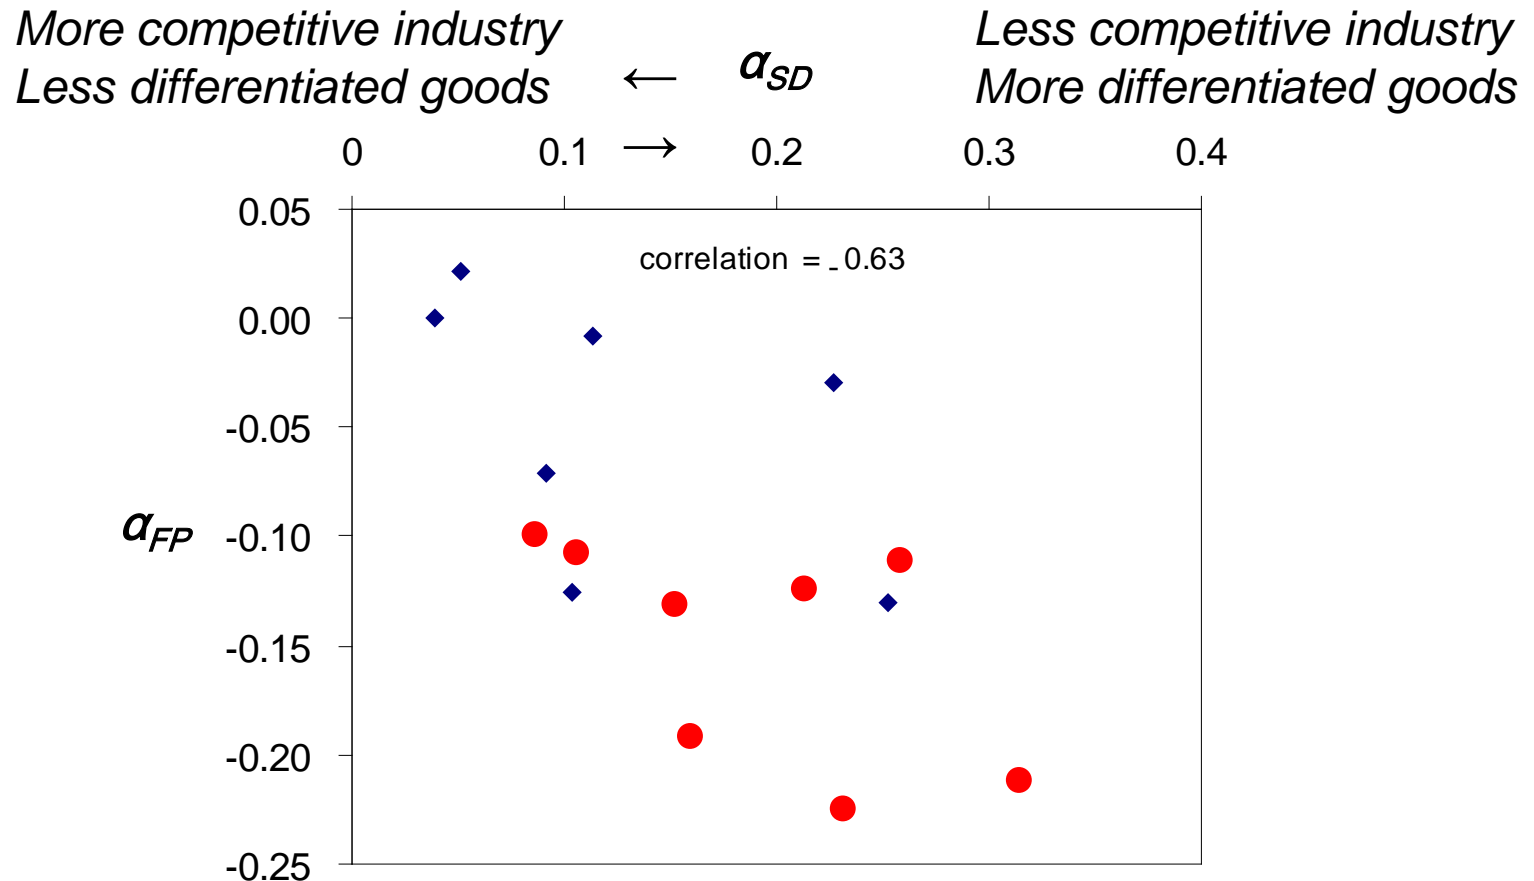 More competitive industry
Less differentiated goods
← αSD
Less competitive industry
More differentiated goods
0 0.1 → 0.2 0.3 0.4
0.05
correlation = - 0.63
0.00
-0.05
αFP
-0.10
-0.15
-0.20
-0.25